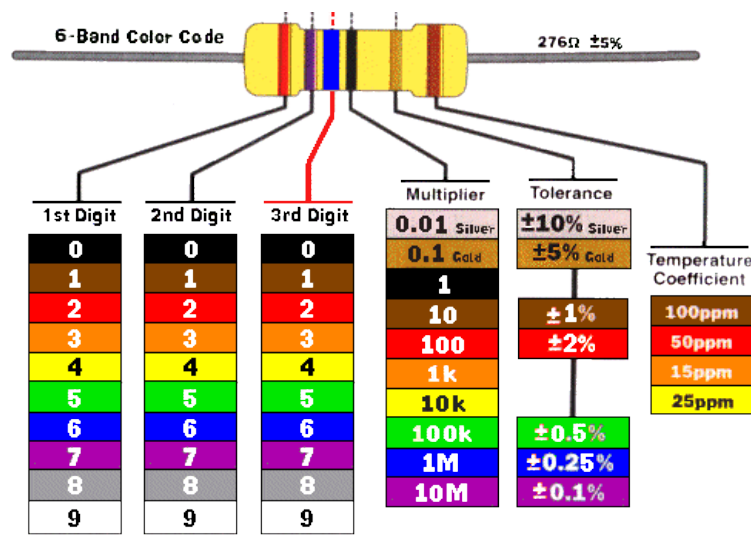 6-Band Color Code
276Ω ±5%
1st Digit
2nd Digit
3rd Digit
Multiplier
Tolerance
Temperature
Coefficient
0
1
2
3
4
5
6
7
8
9
0
1
2
3
4
5
6
7
8
9
0
1
2
3
4
5
6
7
8
9
0.01 Silver
0.1 Gold
1
10
100
1k
10k
100k
1M
10M
±10% Silver
±5% Gold
±1%
±2%
±0.5%
±0.25%
±0.1%
100ppm
50ppm
15ppm
25ppm